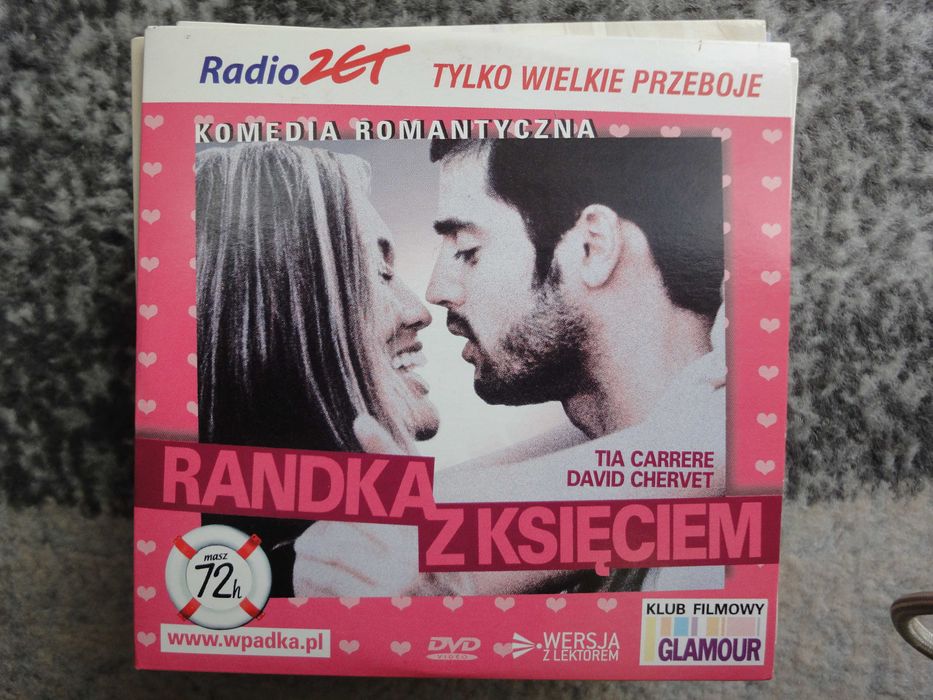 Radio ZET
TYLKO WIELKIE PRZEBOJE
KOMEDIA ROMANTYCZNA
TIA CARRERE
DAVID CHERVET
RANDKA
Z KSIĘCIEM
masz
72h
www.wpadka.pl
DVD
VIDEO
WERSJA
Z LEKTOREM
KLUB FILMOWY
GLAMOUR